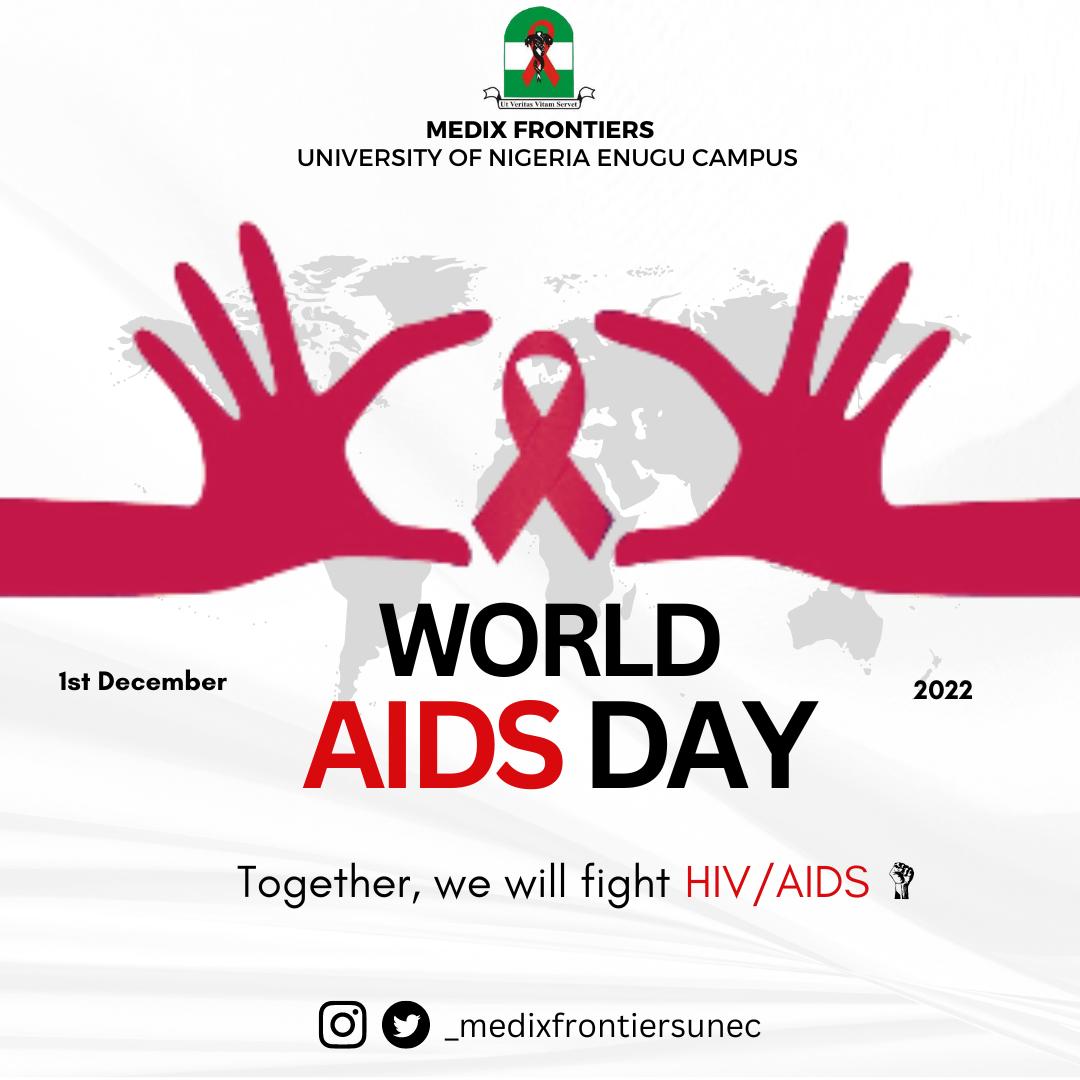 Ut Veritas Vitam Servet
MEDIX FRONTIERS
UNIVERSITY OF NIGERIA ENUGU CAMPUS
WORLD
1st December
2022
AIDS DAY
Together, we will fight HIV/AIDS
_medixfrontiersunec